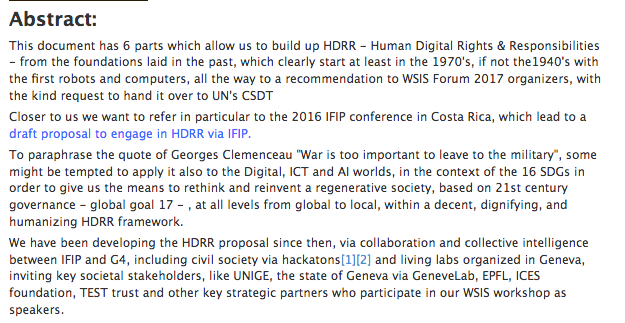 Abstract:
This document has 6 parts which allow us to build up HDRR – Human Digital Rights & Responsibilities
– from the foundations laid in the past, which clearly start at least in the 1970's, if not the1940's with
the first robots and computers, all the way to a recommendation to WSIS Forum 2017 organizers, with
the kind request to hand it over to UN's CSDT
Closer to us we want to refer in particular to the 2016 IFIP conference in Costa Rica, which lead to a
draft proposal to engage in HDRR via IFIP.
To paraphrase the quote of Georges Clemenceau "War is too important to leave to the military", some
might be tempted to apply it also to the Digital, ICT and AI worlds, in the context of the 16 SDGs in
order to give us the means to rethink and reinvent a regenerative society, based on 21st century
governance – global goal 17 – , at all levels from global to local, within a decent, dignifying, and
humanizing HDRR framework.
We have been developing the HDRR proposal since then, via collaboration and collective intelligence
between IFIP and G4, including civil society via hackatons[1][2] and living labs organized in Geneva,
inviting key societal stakeholders, like UNIGE, the state of Geneva via GeneveLab, EPFL, ICES
foundation, TEST trust and other key strategic partners who participate in our WSIS workshop as
speakers.